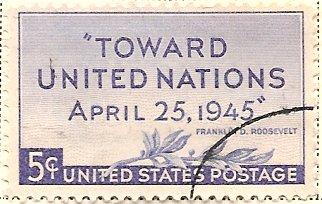 "TOWARD
UNITED NATIONS
APRIL 25, 1945"
FRANKLIN D. ROOSEVELT
5¢ UNITED STATES POSTAGE